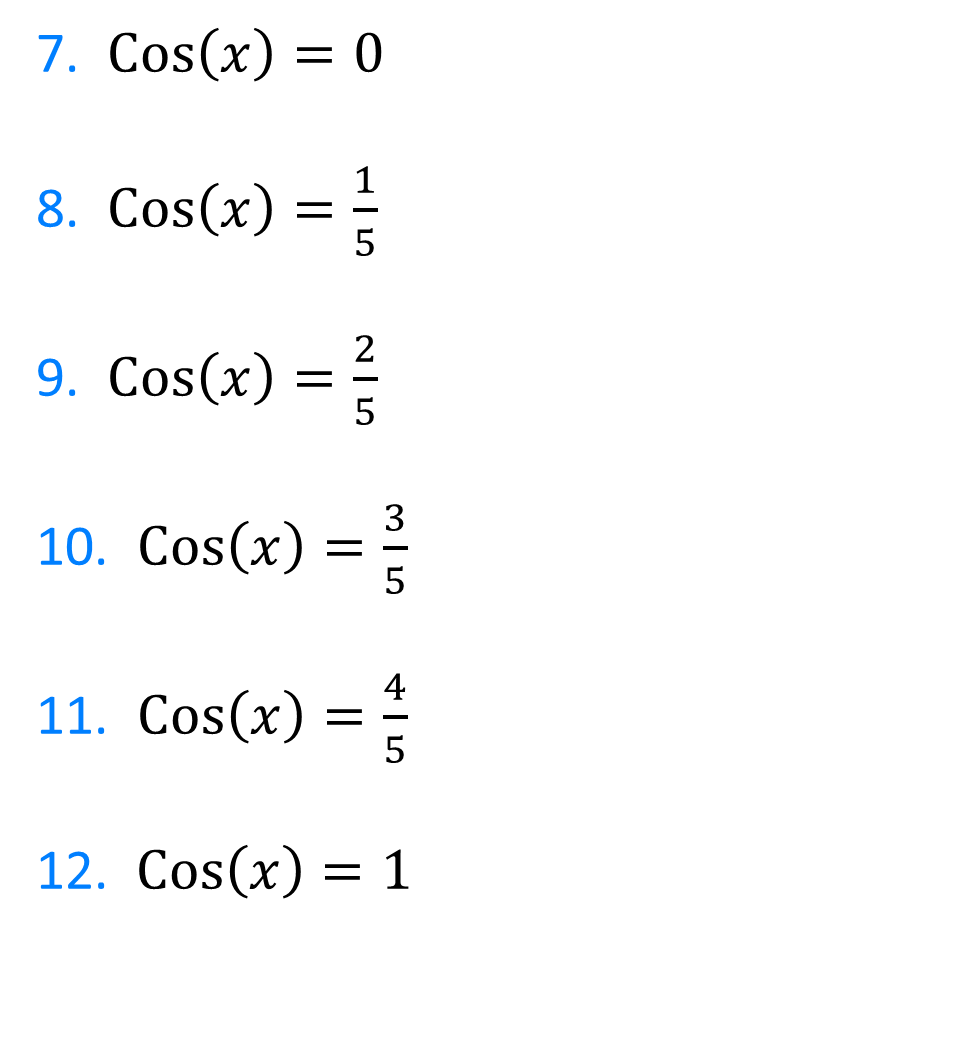 7. Cos(x) = 0
8. Cos(x) = 1/5
9. Cos(x) = 2/5
10. Cos(x) = 3/5
11. Cos(x) = 4/5
12. Cos(x) = 1